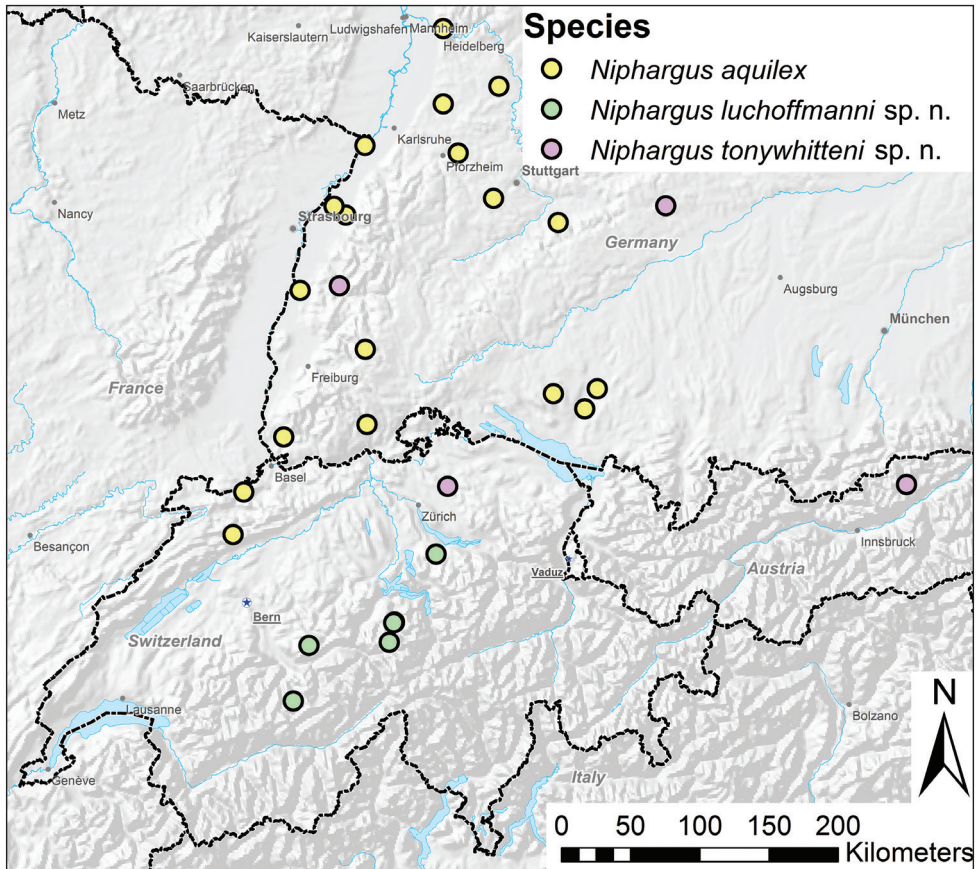 Species
Niphargus aquilex
Niphargus luchoffmanni sp. n.
Niphargus tonywhitteni sp. n.
Kaiserslautern
Ludwigshafen
Mannheim
Heidelberg
Saarbrücken
Metz
Karlsruhe
Pforzheim
Stuttgart
Nancy
Strasbourg
Germany
Augsburg
München
France
Freiburg
Basel
Zürich
Besançon
Innsbruck
Vaduz
Austria
Bern
Switzerland
Lausanne
Bolzano
Genève
Italy
N
0 50 100 150 200
Kilometers